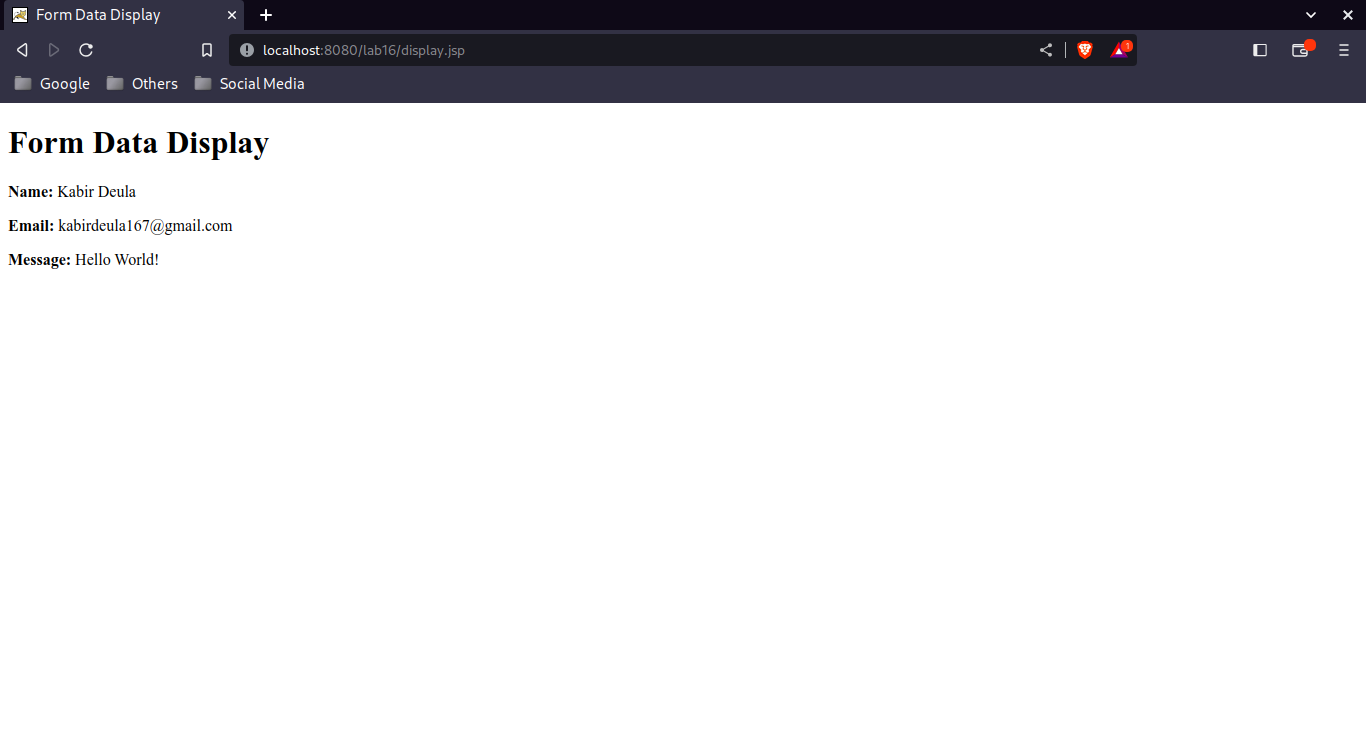 Form Data Display
localhost:8080/lab16/display.jsp
1
Google Others Social Media
Form Data Display
Name: Kabir Deula
Email: kabirdeula167@gmail.com
Message: Hello World!